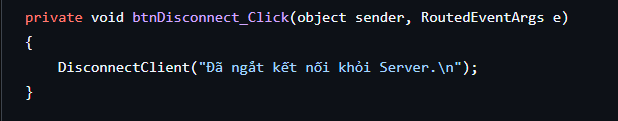 private void btnDisconnect_Click(object sender, RoutedEventArgs e)
{
    DisconnectClient("Đã ngắt kết nối khỏi Server.\n");
}